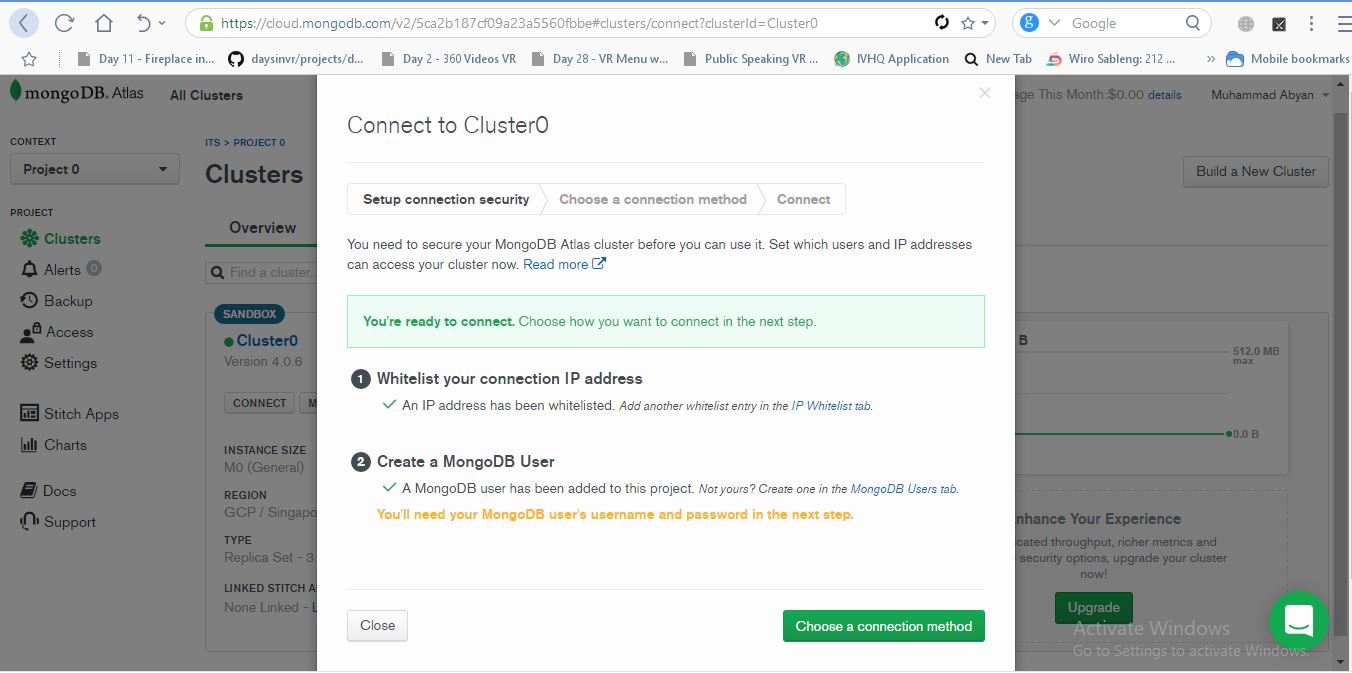 https://cloud.mongodb.com/v2/5ca2b187cf09a23a5560fbbe#clusters/connect?clusterId=Cluster0
Google
Day 11 - Fireplace in...
daysinvr/projects/d...
Day 2 - 360 Videos VR
Day 28 - VR Menu w...
Public Speaking VR ...
IVHQ Application
New Tab
Wiro Sableng: 212 ...
»
Mobile bookmarks
mongoDB. Atlas
All Clusters
age This Month:$0.00 details
Muhammad Abyan
CONTEXT
Project 0
PROJECT
Clusters
Alerts 0
Backup
Access
Settings
Stitch Apps
Charts
Docs
Support
ITS > PROJECT 0
Clusters
Build a New Cluster
Overview
Find a cluster...
SANDBOX
Cluster0
Version 4.0.6
CONNECT
M
INSTANCE SIZE
M0 (General)
REGION
GCP / Singapo
TYPE
Replica Set - 3
LINKED STITCH A
None Linked - L
Connect to Cluster0
Setup connection security
Choose a connection method
Connect
You need to secure your MongoDB Atlas cluster before you can use it. Set which users and IP addresses
can access your cluster now. Read more
You're ready to connect. Choose how you want to connect in the next step.
1 Whitelist your connection IP address
An IP address has been whitelisted. Add another whitelist entry in the IP Whitelist tab.
2 Create a MongoDB User
A MongoDB user has been added to this project. Not yours? Create one in the MongoDB Users tab.
You'll need your MongoDB user's username and password in the next step.
Close
Choose a connection method
B
512.0 MB
max
0.0 B
nhance Your Experience
cated throughput, richer metrics and
security options, upgrade your cluster
now!
Upgrade
Activate Windows
Go to Settings to activate Windows.